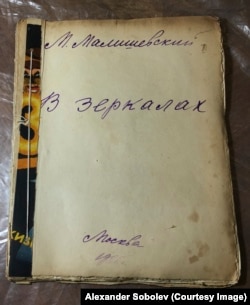 М. Малишевский
В зеркалах
Москва
Alexander Sobolev (Courtesy Image)